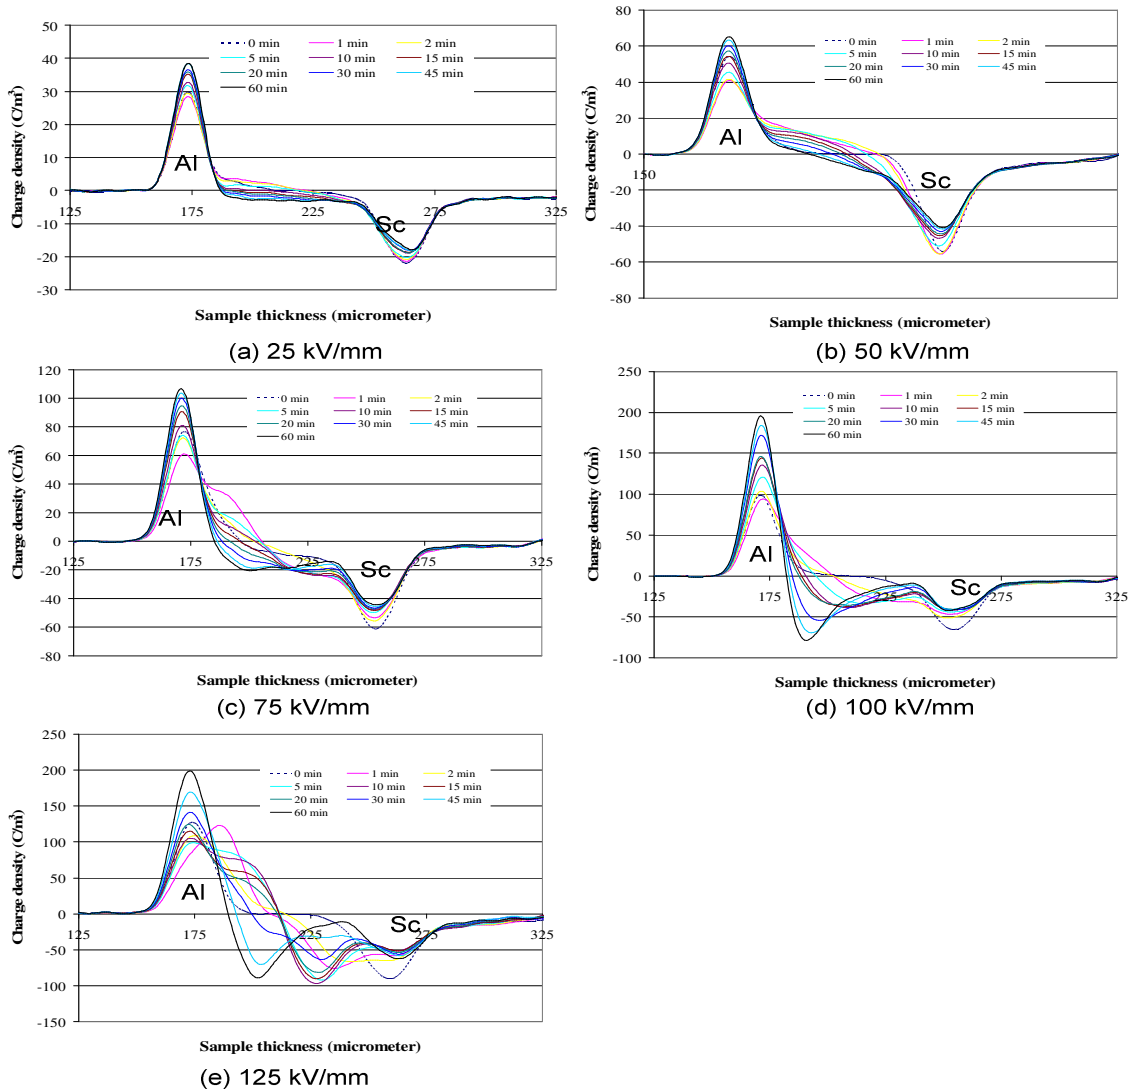 50
40
30
20
10
0
-10
-20
-30
125
175
225
275
325
0 min
1 min
2 min
5 min
10 min
15 min
20 min
30 min
45 min
60 min
Al
Sc
Charge density (C/m³)
Sample thickness (micrometer)
(a) 25 kV/mm
80
60
40
20
0
-20
-40
-60
-80
150
0 min
1 min
2 min
5 min
10 min
15 min
20 min
30 min
45 min
60 min
Al
Sc
Charge density (C/m³)
Sample thickness (micrometer)
(b) 50 kV/mm
120
100
80
60
40
20
0
-20
-40
-60
-80
125
175
225
275
325
0 min
1 min
2 min
5 min
10 min
15 min
20 min
30 min
45 min
60 min
Al
Sc
Charge density (C/m³)
Sample thickness (micrometer)
(c) 75 kV/mm
250
200
150
100
50
0
-50
-100
125
175
225
275
325
0 min
1 min
2 min
5 min
10 min
15 min
20 min
30 min
45 min
60 min
Al
Sc
Charge density (C/m³)
Sample thickness (micrometer)
(d) 100 kV/mm
250
200
150
100
50
0
-50
-100
-150
125
175
225
275
325
0 min
1 min
2 min
5 min
10 min
15 min
20 min
30 min
45 min
60 min
Al
Sc
Charge density (C/m³)
Sample thickness (micrometer)
(e) 125 kV/mm